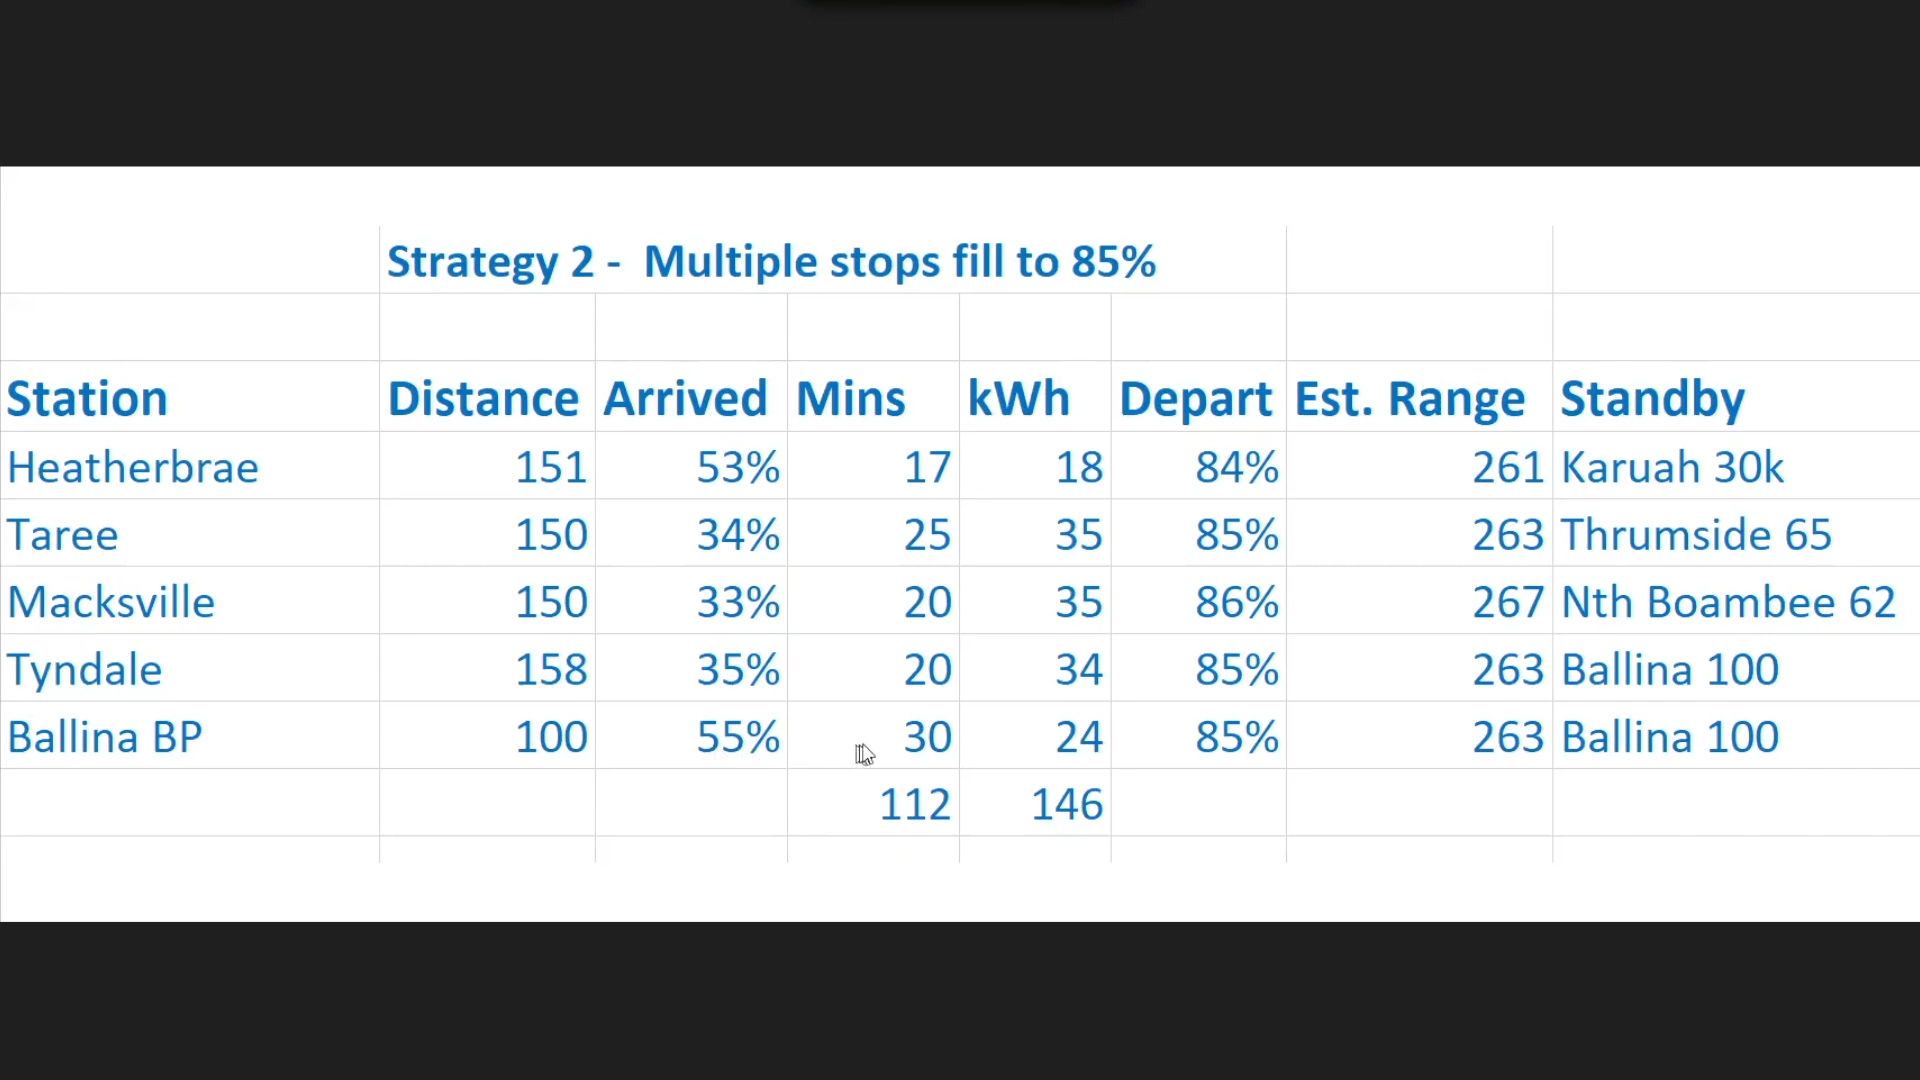 Strategy 2 -  Multiple stops fill to 85%
Station Distance Arrived Mins kWh Depart Est. Range Standby
Heatherbrae 151 53% 17 18 84% 261 Karuah 30k
Taree 150 34% 25 35 85% 263 Thrumside 65
Macksville 150 33% 20 35 86% 267 Nth Boambee 62
Tyndale 158 35% 20 34 85% 263 Ballina 100
Ballina BP 100 55% 30 24 85% 263 Ballina 100
112 146